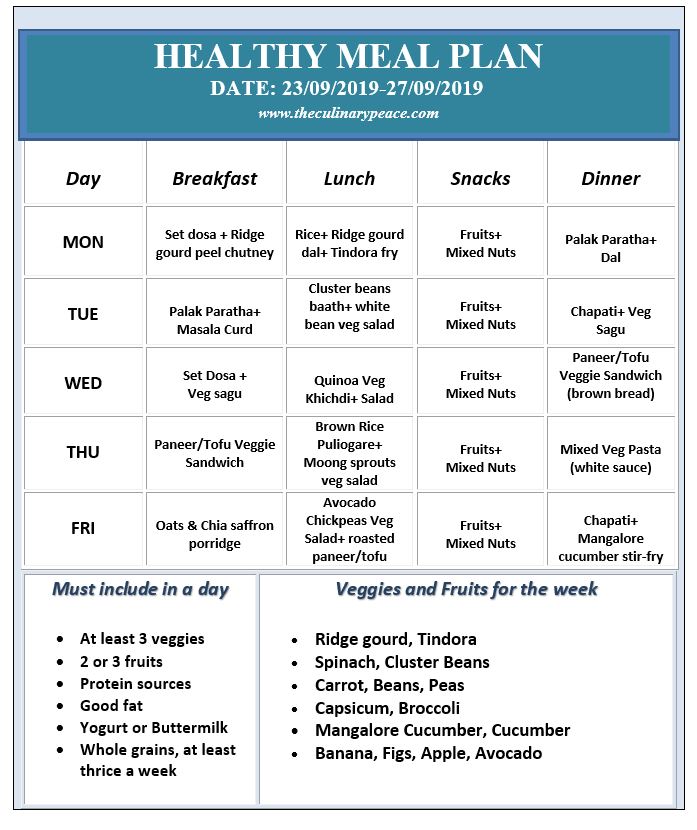 HEALTHY MEAL PLAN
DATE: 23/09/2019-27/09/2019
www.theculinarypeace.com
Day Breakfast Lunch Snacks Dinner
MON
Set dosa + Ridge
gourd peel chutney
Rice+ Ridge gourd
dal+ Tindora fry
Fruits+
Mixed Nuts
Palak Paratha+
Dal
TUE
Palak Paratha+
Masala Curd
Cluster beans
baath+ white
bean veg salad
Fruits+
Mixed Nuts
Chapati+ Veg
Sagu
WED
Set Dosa +
Veg sagu
Quinoa Veg
Khichdi+ Salad
Fruits+
Mixed Nuts
Paneer/Tofu
Veggie Sandwich
(brown bread)
THU
Paneer/Tofu Veggie
Sandwich
Brown Rice
Puliogare+
Moong sprouts
veg salad
Fruits+
Mixed Nuts
Mixed Veg Pasta
(white sauce)
FRI
Oats & Chia saffron
porridge
Avocado
Chickpeas Veg
Salad+ roasted
paneer/tofu
Fruits+
Mixed Nuts
Chapati+
Mangalore
cucumber stir-fry
Must include in a day
• At least 3 veggies
• 2 or 3 fruits
• Protein sources
• Good fat
• Yogurt or Buttermilk
• Whole grains, at least
thrice a week
Veggies and Fruits for the week
• Ridge gourd, Tindora
• Spinach, Cluster Beans
• Carrot, Beans, Peas
• Capsicum, Broccoli
• Mangalore Cucumber, Cucumber
• Banana, Figs, Apple, Avocado